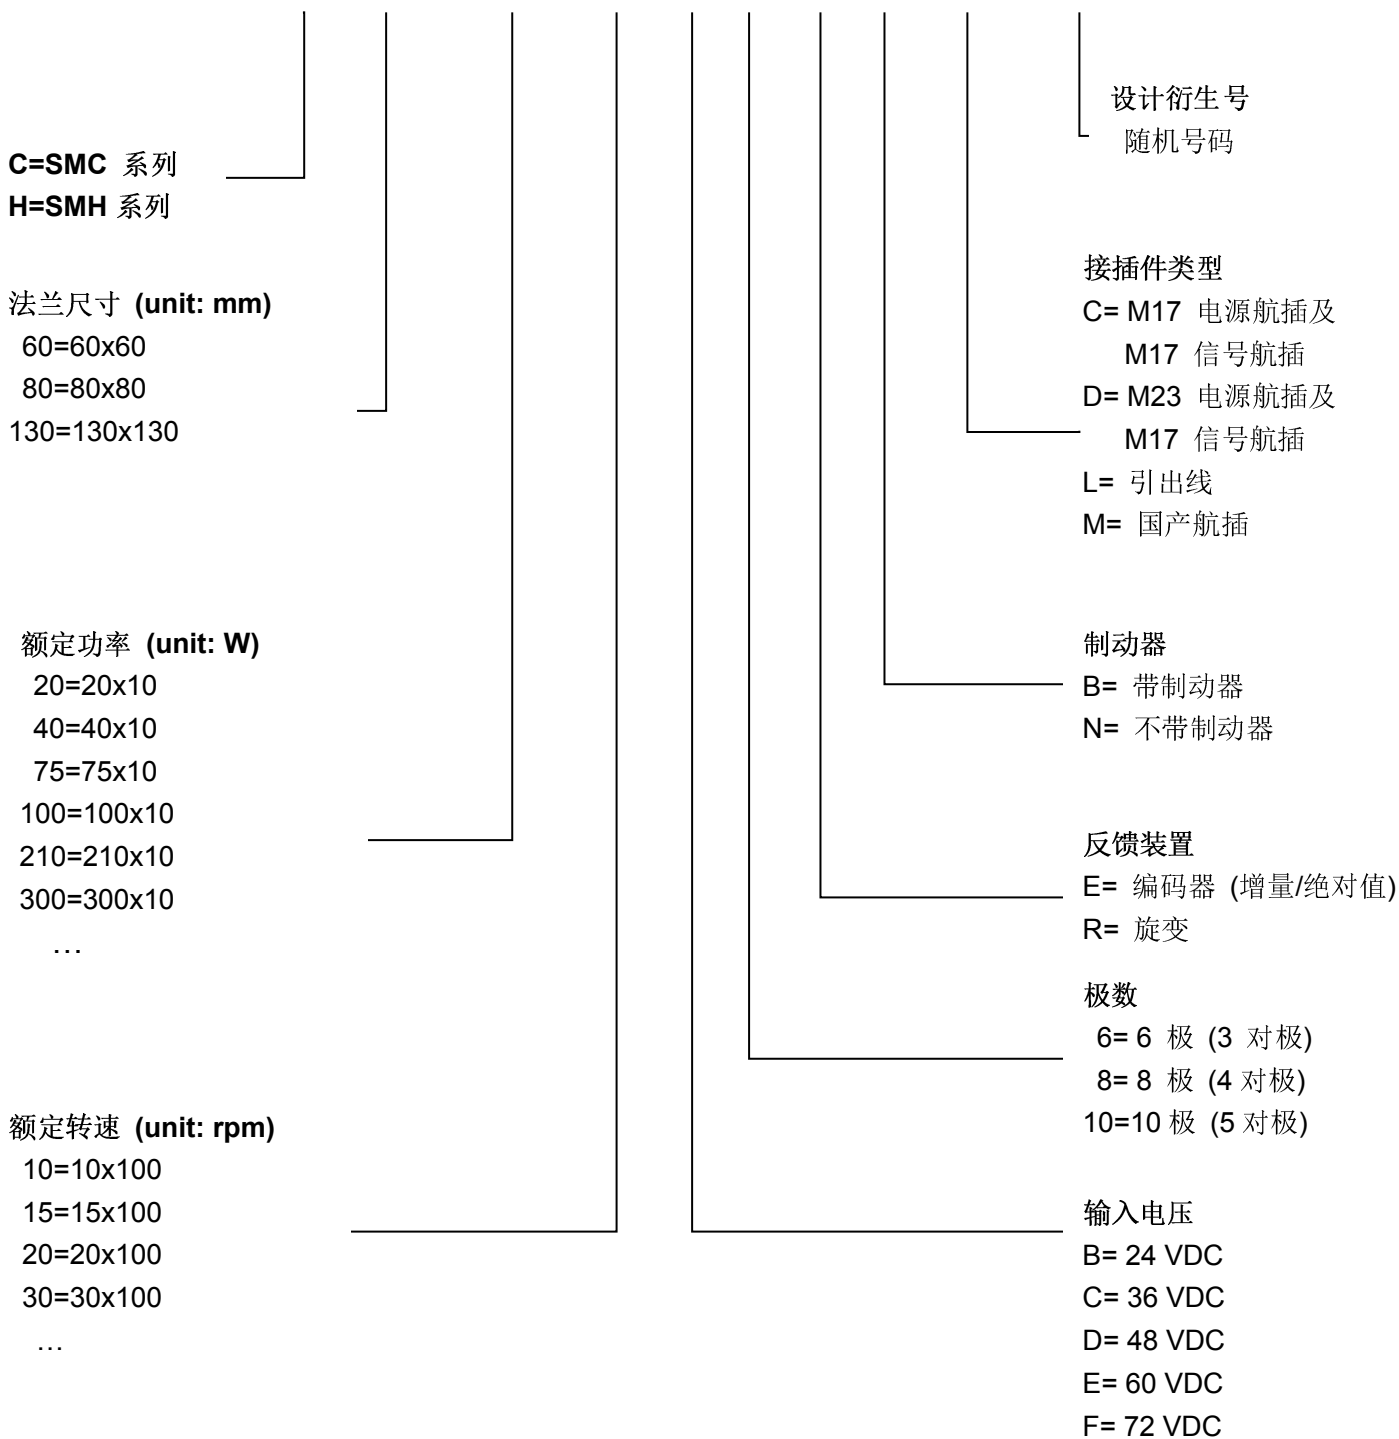 C=SMC 系列
H=SMH 系列
法兰尺寸 (unit: mm)
60=60x60
80=80x80
130=130x130
额定功率 (unit: W)
20=20x10
40=40x10
75=75x10
100=100x10
210=210x10
300=300x10
…
额定转速 (unit: rpm)
10=10x100
15=15x100
20=20x100
30=30x100
…
设计衍生号
随机号码
接插件类型
C= M17 电源航插及
M17 信号航插
D= M23 电源航插及
M17 信号航插
L= 引出线
M= 国产航插
制动器
B= 带制动器
N= 不带制动器
反馈装置
E= 编码器 (增量/绝对值)
R= 旋变
极数
6= 6 极 (3 对极)
8= 8 极 (4 对极)
10=10 极 (5 对极)
输入电压
B= 24 VDC
C= 36 VDC
D= 48 VDC
E= 60 VDC
F= 72 VDC